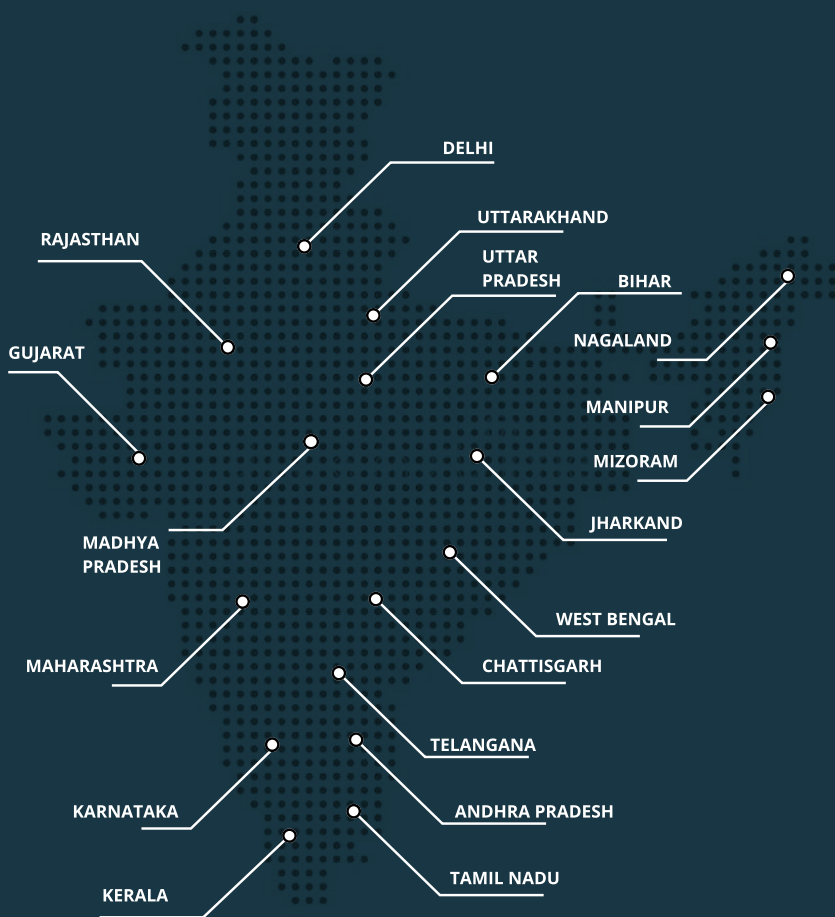 DELHI
UTTARAKHAND
RAJASTHAN
UTTAR
PRADESH
BIHAR
NAGALAND
GUJARAT
MANIPUR
MIZORAM
JHARKAND
MADHYA
PRADESH
WEST BENGAL
MAHARASHTRA
CHATTISGARH
TELANGANA
KARNATAKA
ANDHRA PRADESH
TAMIL NADU
KERALA